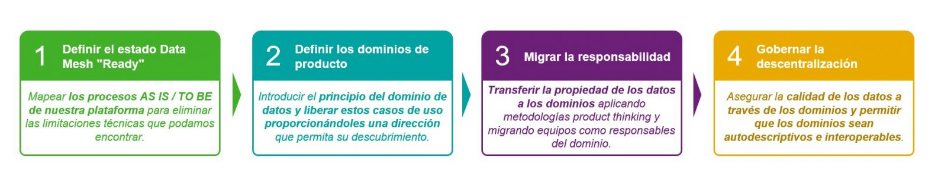 1
Definir el estado Data
Mesh "Ready"
Mapear los procesos AS IS / TO BE
de nuestra plataforma para eliminar
las limitaciones técnicas que podamos
encontrar.
2
Definir los dominios de
producto
Introducir el principio del dominio de
datos y liberar estos casos de uso
proporcionándoles una dirección
que permita su descubrimiento.
3
Migrar la responsabilidad
Transferir la propiedad de los datos
a los dominios aplicando
metodologías product thinking y
migrando equipos como responsables
del dominio.
4
Gobernar la
descentralización
Asegurar la calidad de los datos a
través de los dominios y permitir
que los dominios sean
autodescriptivos e interoperables.